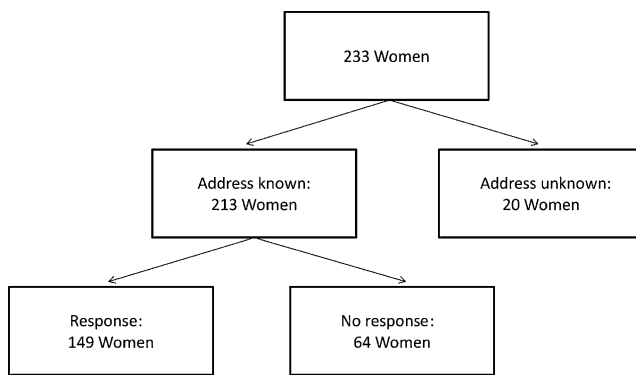 233 Women
Address known:
213 Women
Address unknown:
20 Women
Response:
149 Women
No response:
64 Women